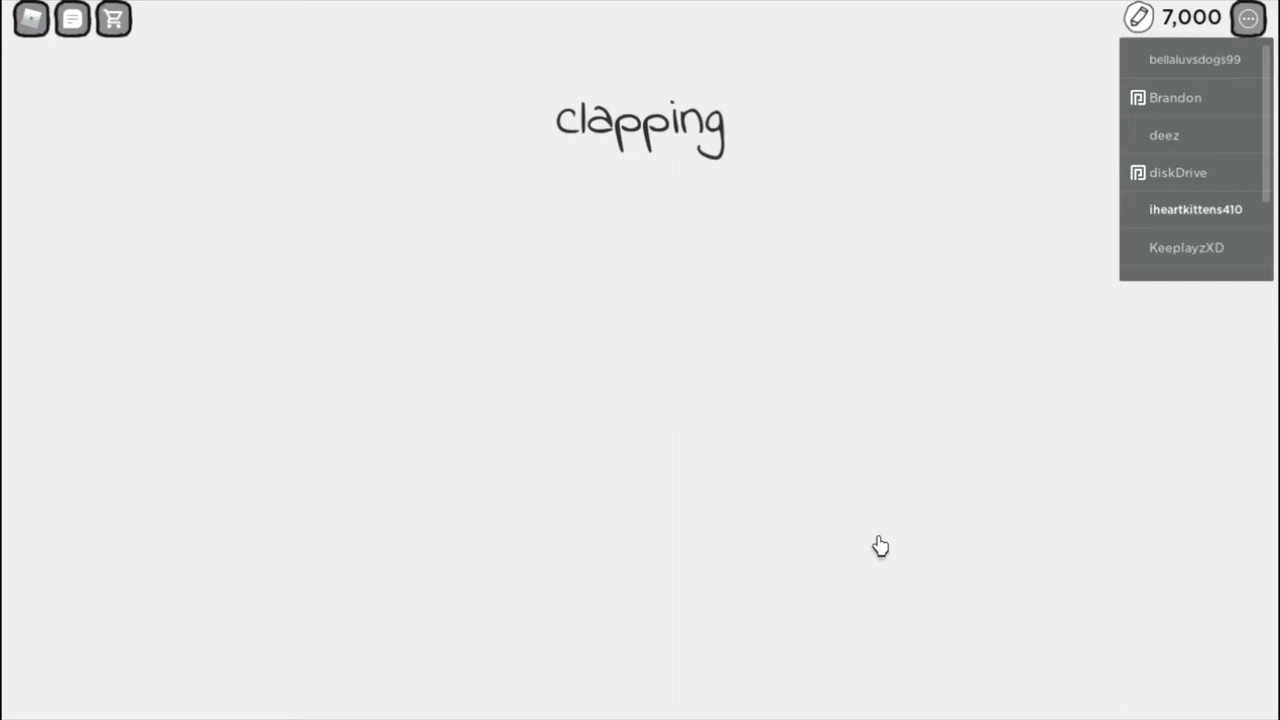 7,000
clapping
bellaluvsdogs99
Brandon
deez
diskDrive
iheartkittens410
KeeplayzXD